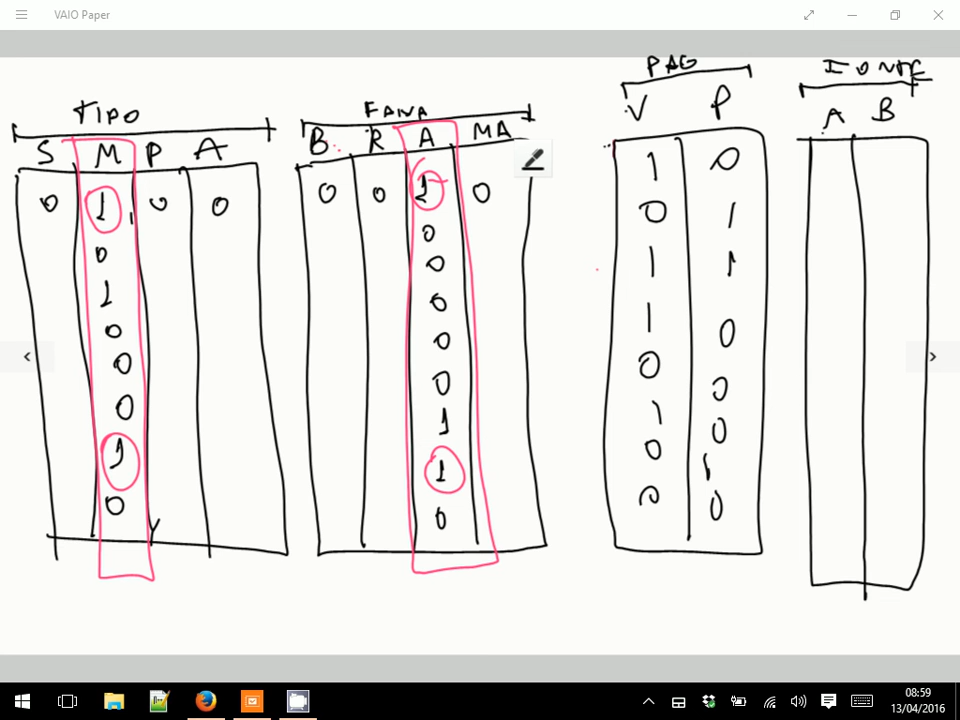 VAIO Paper
TIPO
S M P A
0 1 0 0
0
1
0
0
0
1
0
FAIXA
B R A MA
0 0 1 0
0
0
0
0
0
1
1
0
PAG
V P
1 0
0 1
1 1
1 0
0 0
1 0
0 1
0 0
A B
08:59
13/04/2016